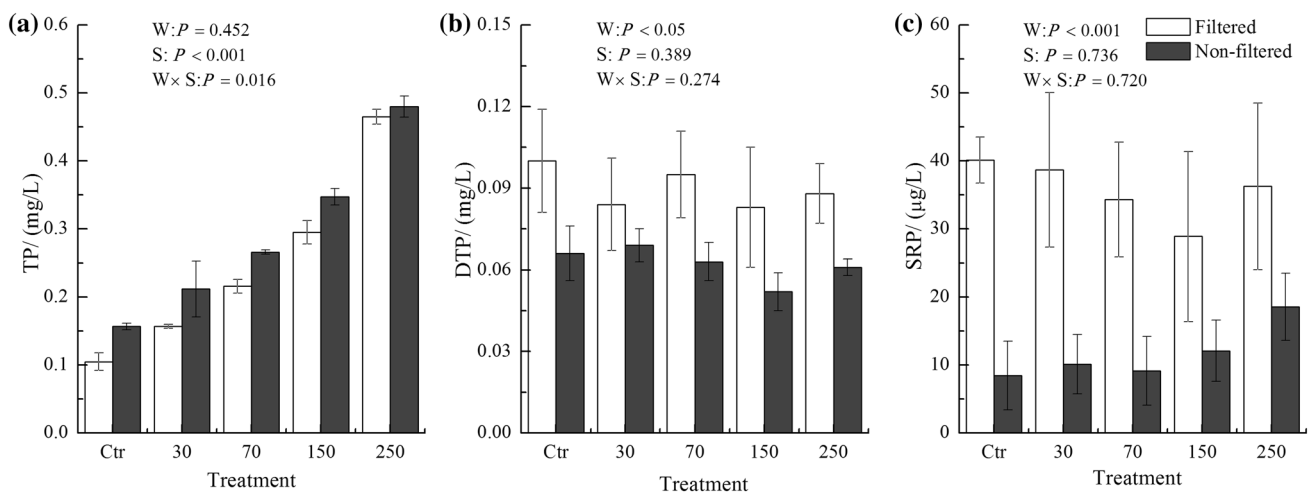 (a)
W:P = 0.452
S: P < 0.001
W× S:P = 0.016
TP/ (mg/L)
0.6
0.5
0.4
0.3
0.2
0.1
0.0
Ctr 30 70 150 250
Treatment
(b)
W:P < 0.05
S: P = 0.389
W× S:P = 0.274
DTP/ (mg/L)
0.15
0.12
0.09
0.06
0.03
0.00
Ctr 30 70 150 250
Treatment
(c)
W:P < 0.001
S: P = 0.736
W× S:P = 0.720
Filtered
Non-filtered
SRP/ (μg/L)
60
50
40
30
20
10
0
Ctr 30 70 150 250
Treatment